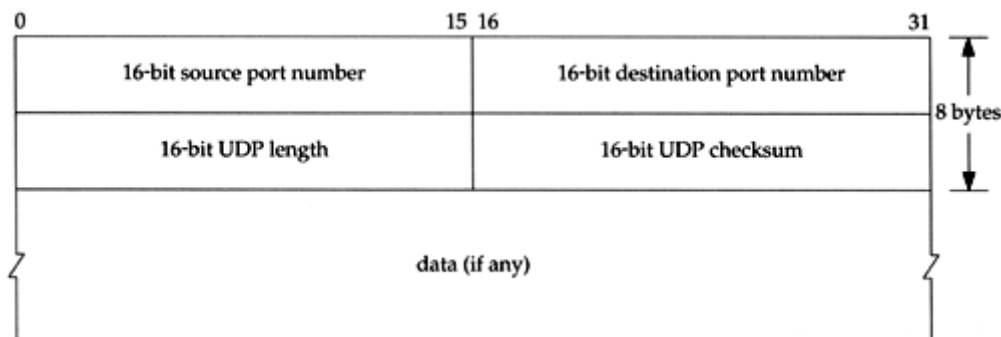 0 15 16 31
16-bit source port number 16-bit destination port number
8 bytes
16-bit UDP length 16-bit UDP checksum
data (if any)